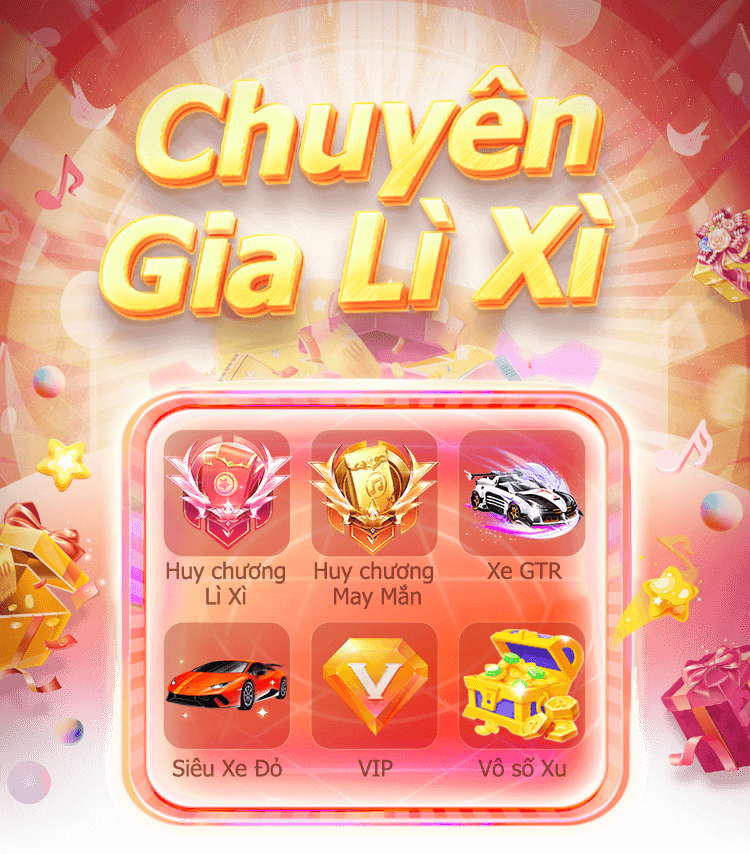 Chuyên
Gia Lì Xì
Huy chương
Lì Xì
Huy chương
May Mắn
Xe GTR
V
Siêu Xe Đỏ
VIP
Vô số Xu